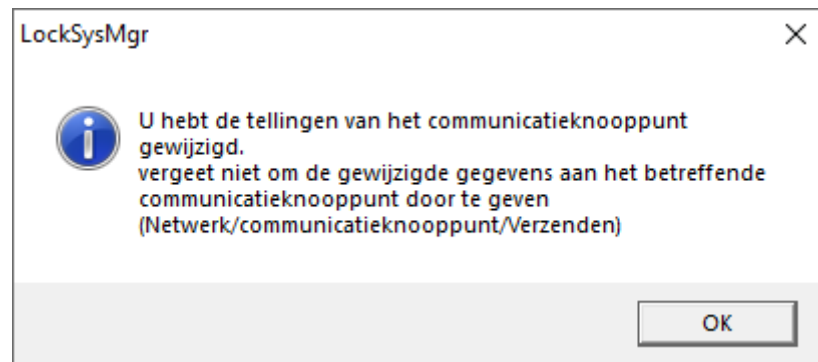 LockSysMgr
U hebt de tellingen van het communicatieknooppunt
gewijzigd.
vergeet niet om de gewijzigde gegevens aan het betreffende
communicatieknooppunt door te geven
(Netwerk/communicatieknooppunt/Verzenden)
OK